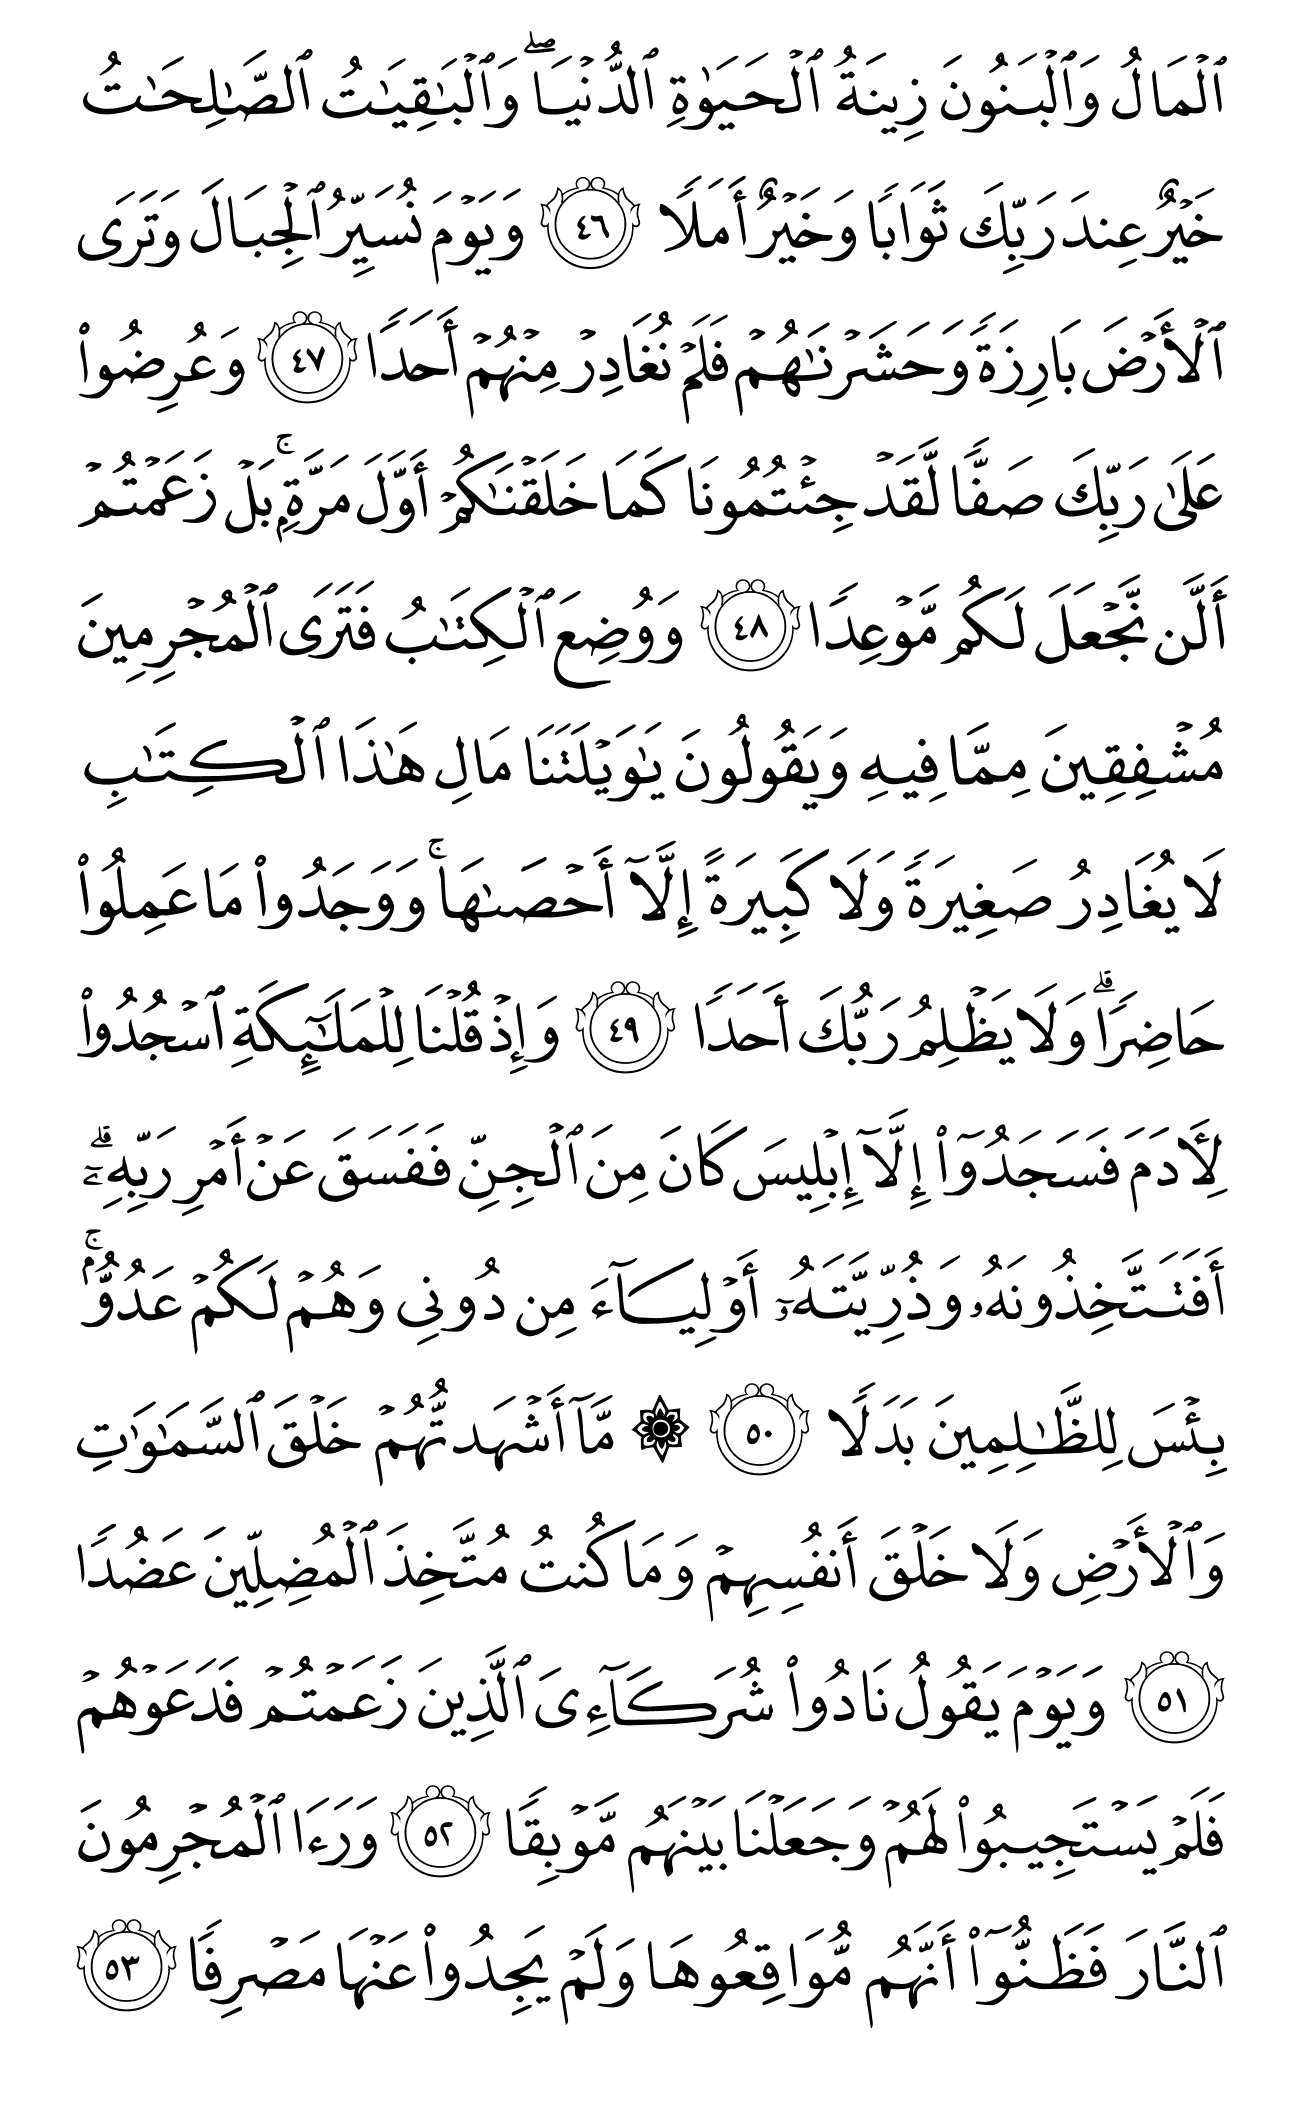 ٱلۡمَالُ وَٱلۡبَنُونَ زِينَةُ ٱلۡحَيَوٰةِ ٱلدُّنۡيَاۖ وَٱلۡبَٰقِيَٰتُ ٱلصَّٰلِحَٰتُ
خَيۡرٌ عِندَ رَبِّكَ ثَوَابٗا وَخَيۡرٌ أَمَلٗا ٤٦ وَيَوۡمَ نُسَيِّرُ ٱلۡجِبَالَ وَتَرَى
ٱلۡأَرۡضَ بَارِزَةٗ وَحَشَرۡنَٰهُمۡ فَلَمۡ نُغَادِرۡ مِنۡهُمۡ أَحَدٗا ٤٧ وَعُرِضُواْ
عَلَىٰ رَبِّكَ صَفّٗا لَّقَدۡ جِئۡتُمُونَا كَمَا خَلَقۡنَٰكُمۡ أَوَّلَ مَرَّةِۭۚ بَلۡ زَعَمۡتُمۡ
أَلَّن نَّجۡعَلَ لَكُم مَّوۡعِدٗا ٤٨ وَوُضِعَ ٱلۡكِتَٰبُ فَتَرَى ٱلۡمُجۡرِمِينَ
مُشۡفِقِينَ مِمَّا فِيهِ وَيَقُولُونَ يَٰوَيۡلَتَنَا مَالِ هَٰذَا ٱلۡكِتَٰبِ
لَا يُغَادِرُ صَغِيرَةٗ وَلَا كَبِيرَةً إِلَّآ أَحۡصَىٰهَاۚ وَوَجَدُواْ مَا عَمِلُواْ
حَاضِرٗاۗ وَلَا يَظۡلِمُ رَبُّكَ أَحَدٗا ٤٩ وَإِذۡ قُلۡنَا لِلۡمَلَٰٓئِكَةِ ٱسۡجُدُواْ
لِأٓدَمَ فَسَجَدُوٓاْ إِلَّآ إِبۡلِيسَ كَانَ مِنَ ٱلۡجِنِّ فَفَسَقَ عَنۡ أَمۡرِ رَبِّهِۦٓۗ
أَفَتَتَّخِذُونَهُۥ وَذُرِّيَّتَهُۥٓ أَوۡلِيَآءَ مِن دُونِي وَهُمۡ لَكُمۡ عَدُوُّۢۚ
بِئۡسَ لِلظَّٰلِمِينَ بَدَلٗا ٥٠ ۞ مَّآ أَشۡهَدتُّهُمۡ خَلۡقَ ٱلسَّمَٰوَٰتِ
وَٱلۡأَرۡضِ وَلَا خَلۡقَ أَنفُسِهِمۡ وَمَا كُنتُ مُتَّخِذَ ٱلۡمُضِلِّينَ عَضُدٗا
٥١ وَيَوۡمَ يَقُولُ نَادُواْ شُرَكَآءِيَ ٱلَّذِينَ زَعَمۡتُمۡ فَدَعَوۡهُمۡ
فَلَمۡ يَسۡتَجِيبُواْ لَهُمۡ وَجَعَلۡنَا بَيۡنَهُم مَّوۡبِقٗا ٥٢ وَرَءَا ٱلۡمُجۡرِمُونَ
ٱلنَّارَ فَظَنُّوٓاْ أَنَّهُم مُّوَاقِعُوهَا وَلَمۡ يَجِدُواْ عَنۡهَا مَصۡرِفٗا ٥٣